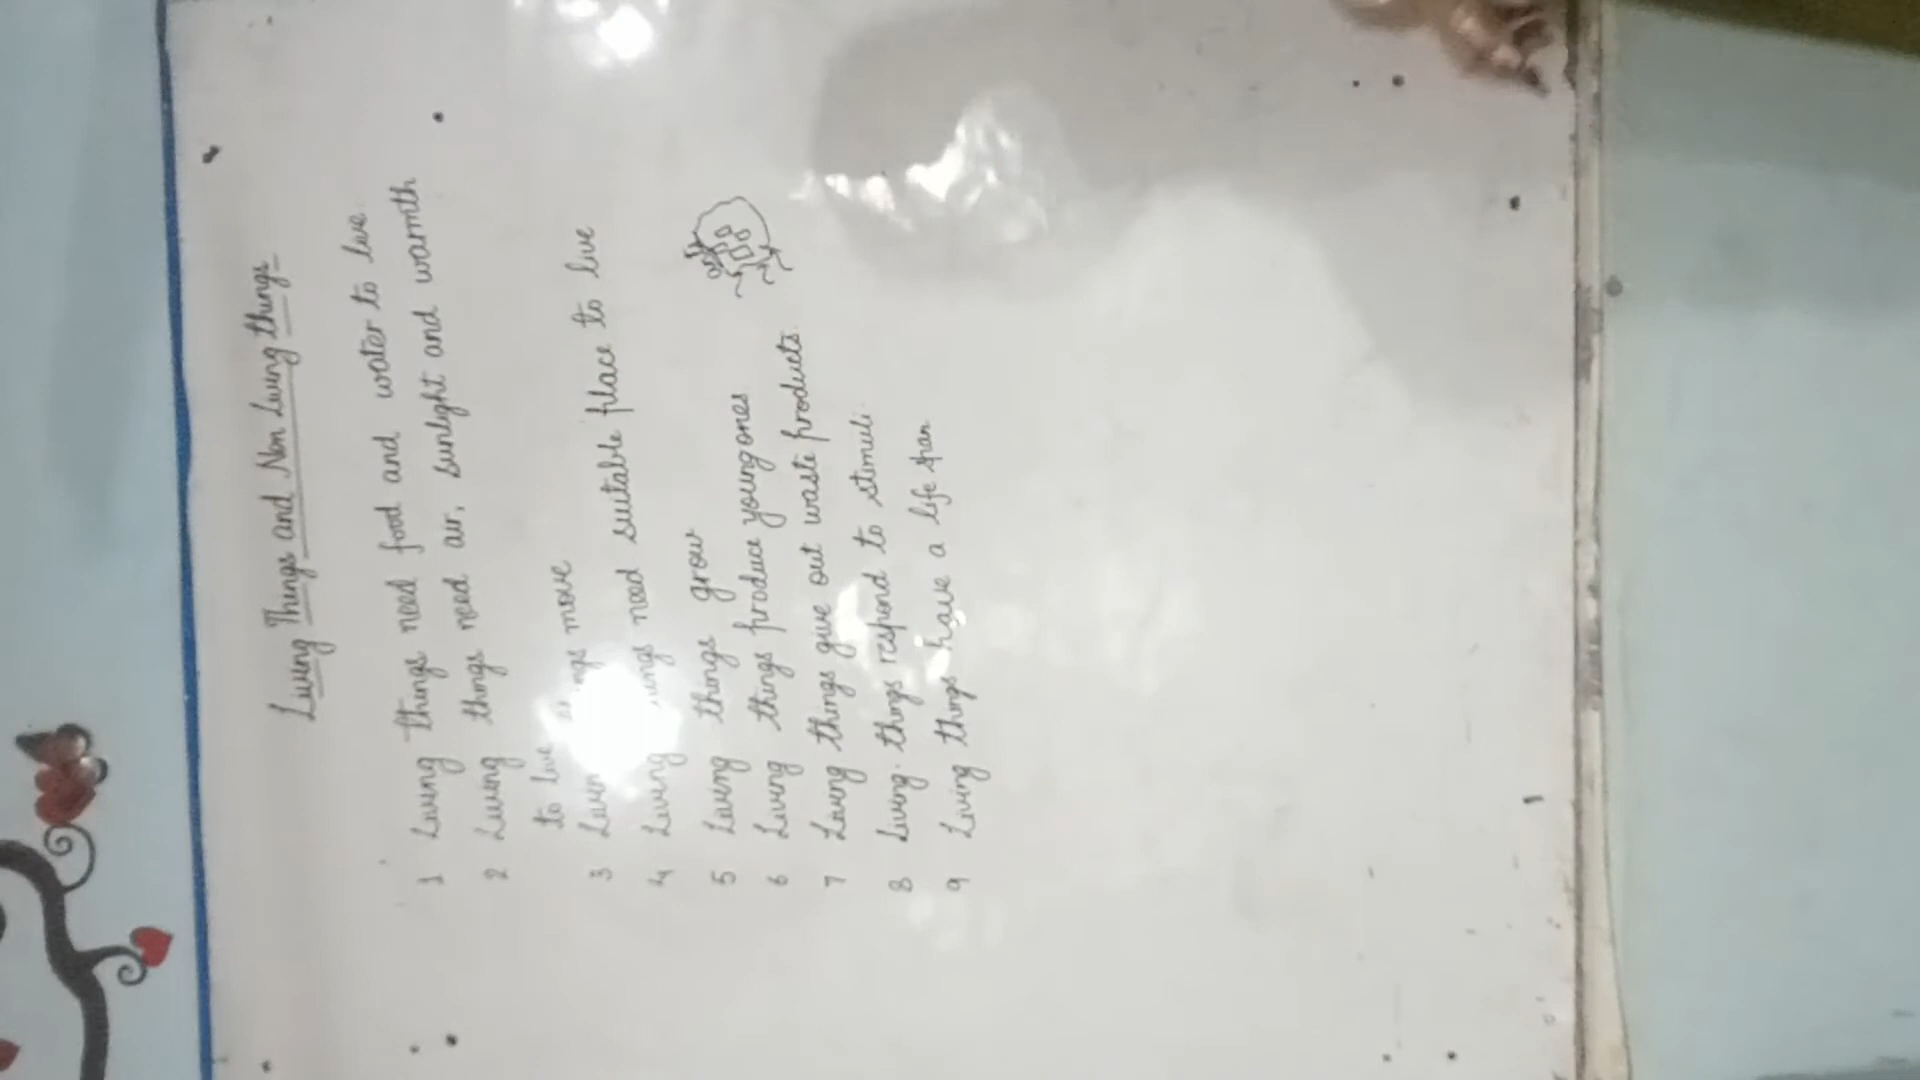 Living Things and Non Living things
1 Living things need food and water to live.
2 Living things need air, sunlight and warmth
to live
3 move
4 Living need suitable place to live
5 Living things grow
6 Living things produce young ones
7 Living things give out waste products.
8 Living things respond to stimuli.
9 Living things have a life span